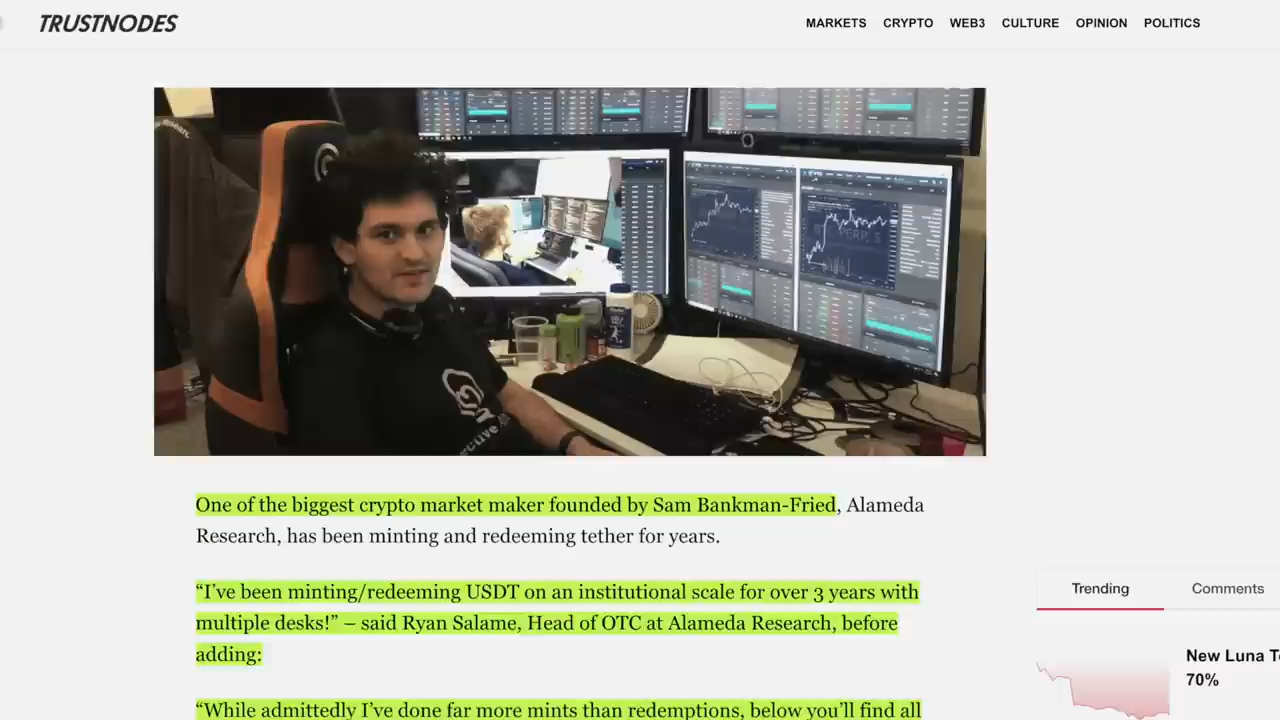 TRUSTNODES
MARKETS CRYPTO WEB3 CULTURE OPINION POLITICS
One of the biggest crypto market maker founded by Sam Bankman-Fried, Alameda
Research, has been minting and redeeming tether for years.
“I’ve been minting/redeeming USDT on an institutional scale for over 3 years with
multiple desks!” – said Ryan Salame, Head of OTC at Alameda Research, before
adding:
“While admittedly I’ve done far more mints than redemptions, below you’ll find all
Trending Comments
New Luna
70%